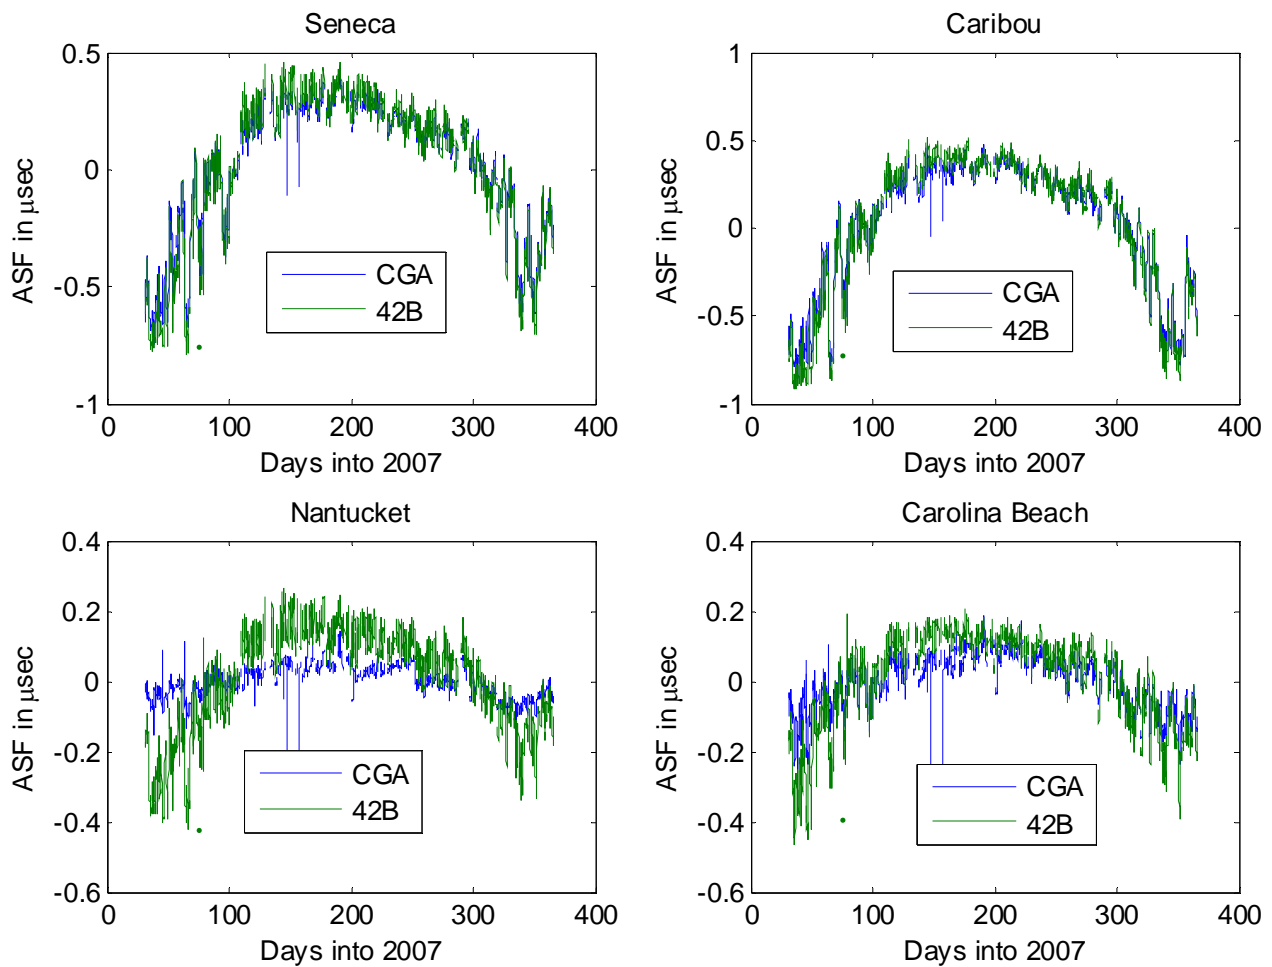 Seneca
0.5
0
-0.5
-1
ASF in μsec
CGA
42B
0 100 200 300 400
Days into 2007
Caribou
1
0.5
0
-0.5
-1
ASF in μsec
CGA
42B
0 100 200 300 400
Days into 2007
Nantucket
0.4
0.2
0
-0.2
-0.4
-0.6
ASF in μsec
CGA
42B
0 100 200 300 400
Days into 2007
Carolina Beach
0.4
0.2
0
-0.2
-0.4
-0.6
ASF in μsec
CGA
42B
0 100 200 300 400
Days into 2007